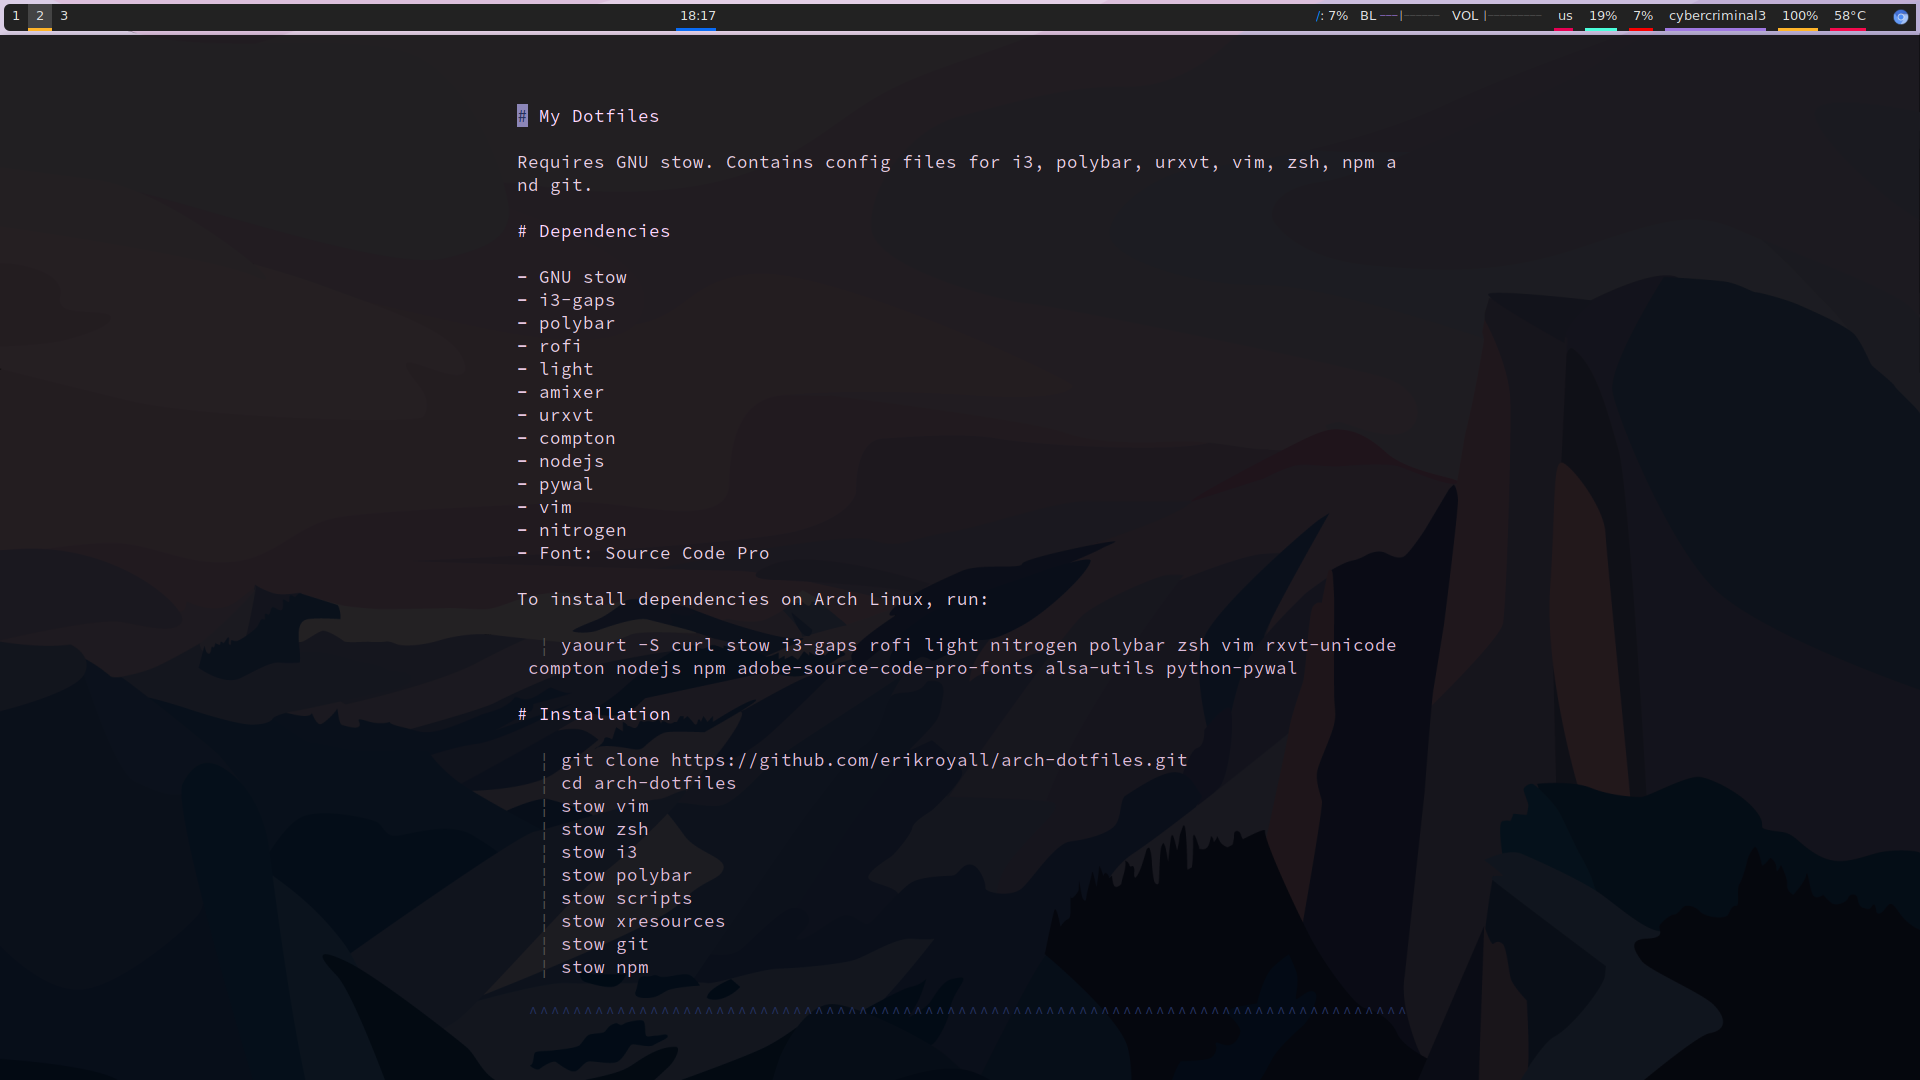 1 2 3 18:17 /: 7% BL VOL us 19% 7% cybercriminal3 100% 58°C
# My Dotfiles
Requires GNU stow. Contains config files for i3, polybar, urxvt, vim, zsh, npm a
nd git.
# Dependencies
- GNU stow
- i3-gaps
- polybar
- rofi
- light
- amixer
- urxvt
- compton
- nodejs
- pywal
- vim
- nitrogen
- Font: Source Code Pro
To install dependencies on Arch Linux, run:
¦ yaourt -S curl stow i3-gaps rofi light nitrogen polybar zsh vim rxvt-unicode
compton nodejs npm adobe-source-code-pro-fonts alsa-utils python-pywal
# Installation
¦ git clone https://github.com/erikroyall/arch-dotfiles.git
¦ cd arch-dotfiles
¦ stow vim
¦ stow zsh
¦ stow i3
¦ stow polybar
¦ stow scripts
¦ stow xresources
¦ stow git
¦ stow npm
^^^^^^^^^^^^^^^^^^^^^^^^^^^^^^^^^^^^^^^^^^^^^^^^^^^^^^^^^^^^^^^^^^^^^^^^^^^^^^^^